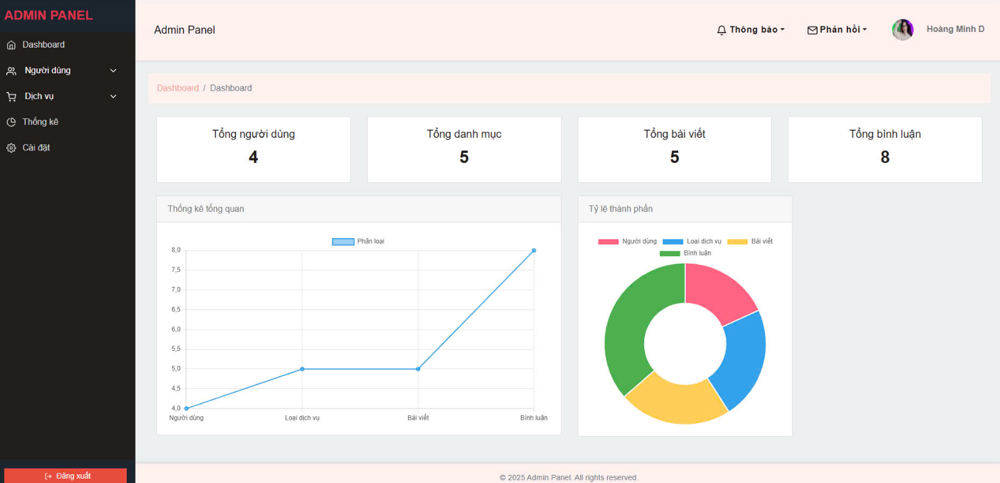 ADMIN PANEL
Dashboard
Người dùng
Dịch vụ
Thống kê
Cài đặt
Đăng xuất
Admin Panel
Thông báo
Phản hồi
Hoàng Minh D
Dashboard / Dashboard
Tổng người dùng
4
Tổng danh mục
5
Tổng bài viết
5
Tổng bình luận
8
Thống kê tổng quan
Phân loại
8,0
7,5
7,0
6,5
6,0
5,5
5,0
4,5
4,0
Người dùng
Loại dịch vụ
Bài viết
Bình luận
Tỷ lệ thành phần
Người dùng Loại dịch vụ Bài viết
Bình luận
© 2025 Admin Panel. All rights reserved.